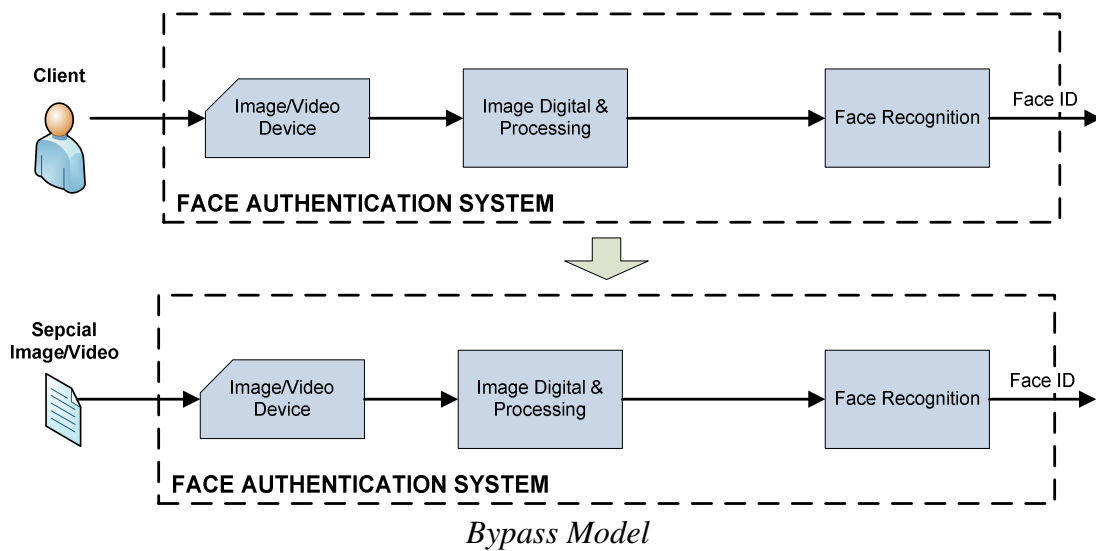 Client
Image/Video
Device
Image Digital &
Processing
Face Recognition
Face ID
FACE AUTHENTICATION SYSTEM
Sepcial
Image/Video
Image/Video
Device
Image Digital &
Processing
Face Recognition
Face ID
FACE AUTHENTICATION SYSTEM
Bypass Model